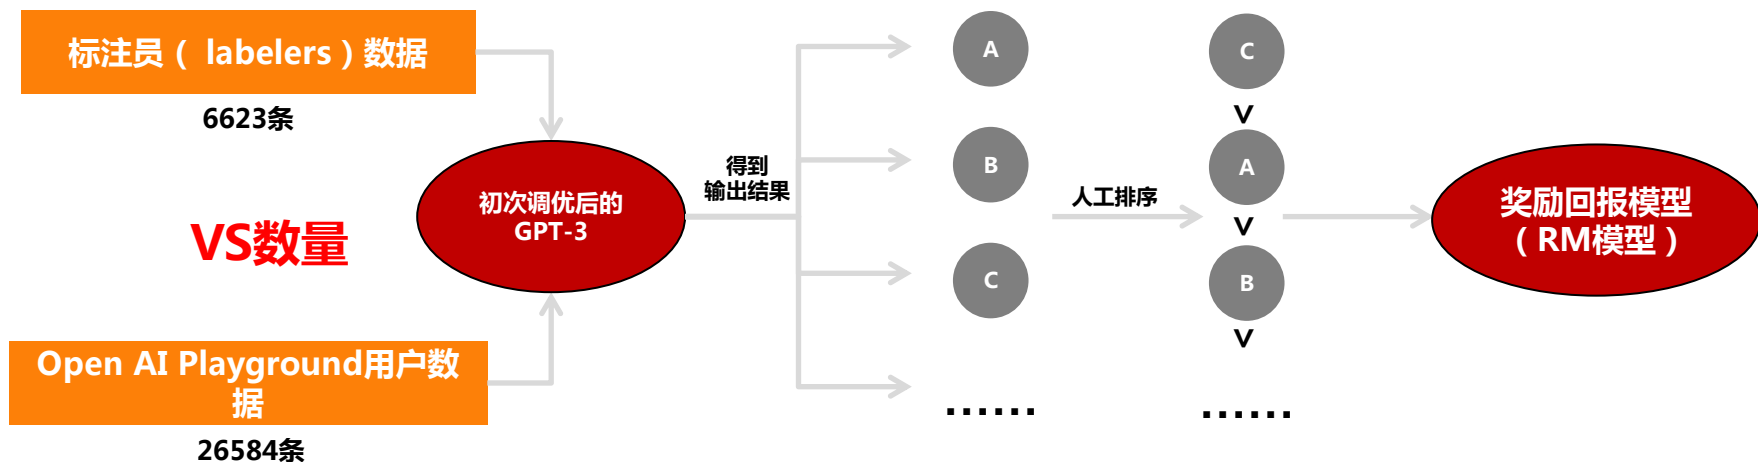 标注员（ labelers）数据
6623条
VS数量
Open AI Playground用户数
据
26584条
初次调优后的
GPT-3
得到
输出结果
A
B
C
......
人工排序
C
>
A
>
B
>
......
奖励回报模型
（RM模型）